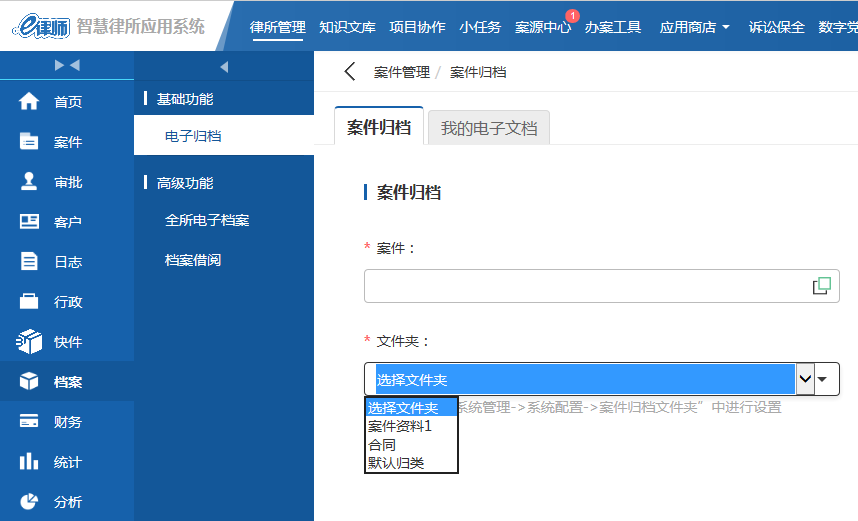 e律师 智慧律所应用系统
律所管理 知识文库 项目协作 小任务 案源中心 1 办案工具 应用商店 诉讼保全 数字党
首页
案件
审批
客户
日志
行政
快件
档案
财务
统计
分析
基础功能
电子归档
高级功能
全所电子档案
档案借阅
案件管理 / 案件归档
案件归档 我的电子文档
案件归档
* 案件：
* 文件夹：
选择文件夹
选择文件夹
系统管理->系统配置->案件归档文件夹”中进行设置
案件资料1
合同
默认归类